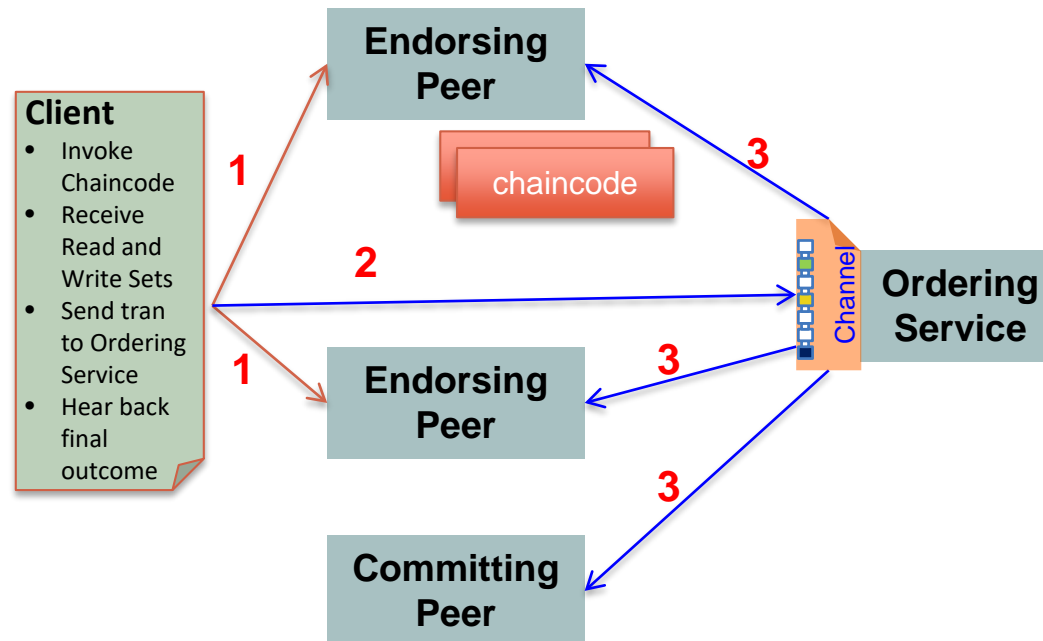 Client
• Invoke
Chaincode
• Receive
Read and
Write Sets
• Send tran
to Ordering
Service
• Hear back
final
outcome
1
1
Endorsing
Peer
chaincode
2
3
Endorsing
Peer
3
Committing
Peer
3
Channel
Ordering
Service